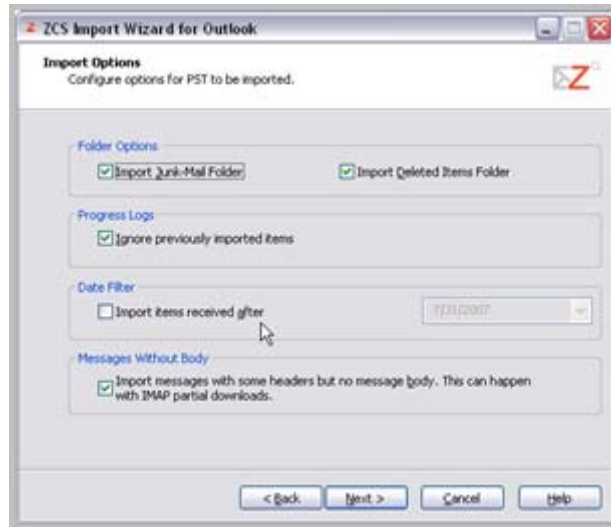 ZCS Import Wizard for Outlook
Import Options
Configure options for PST to be imported.
Folder Options
Import Junk-Mail Folder
Import Deleted Items Folder
Progress Logs
Ignore previously imported items
Date Filter
Import items received after
7/31/2007
Messages Without Body
Import messages with some headers but no message body. This can happen
with IMAP partial downloads.
< Back
Next >
Cancel
Help